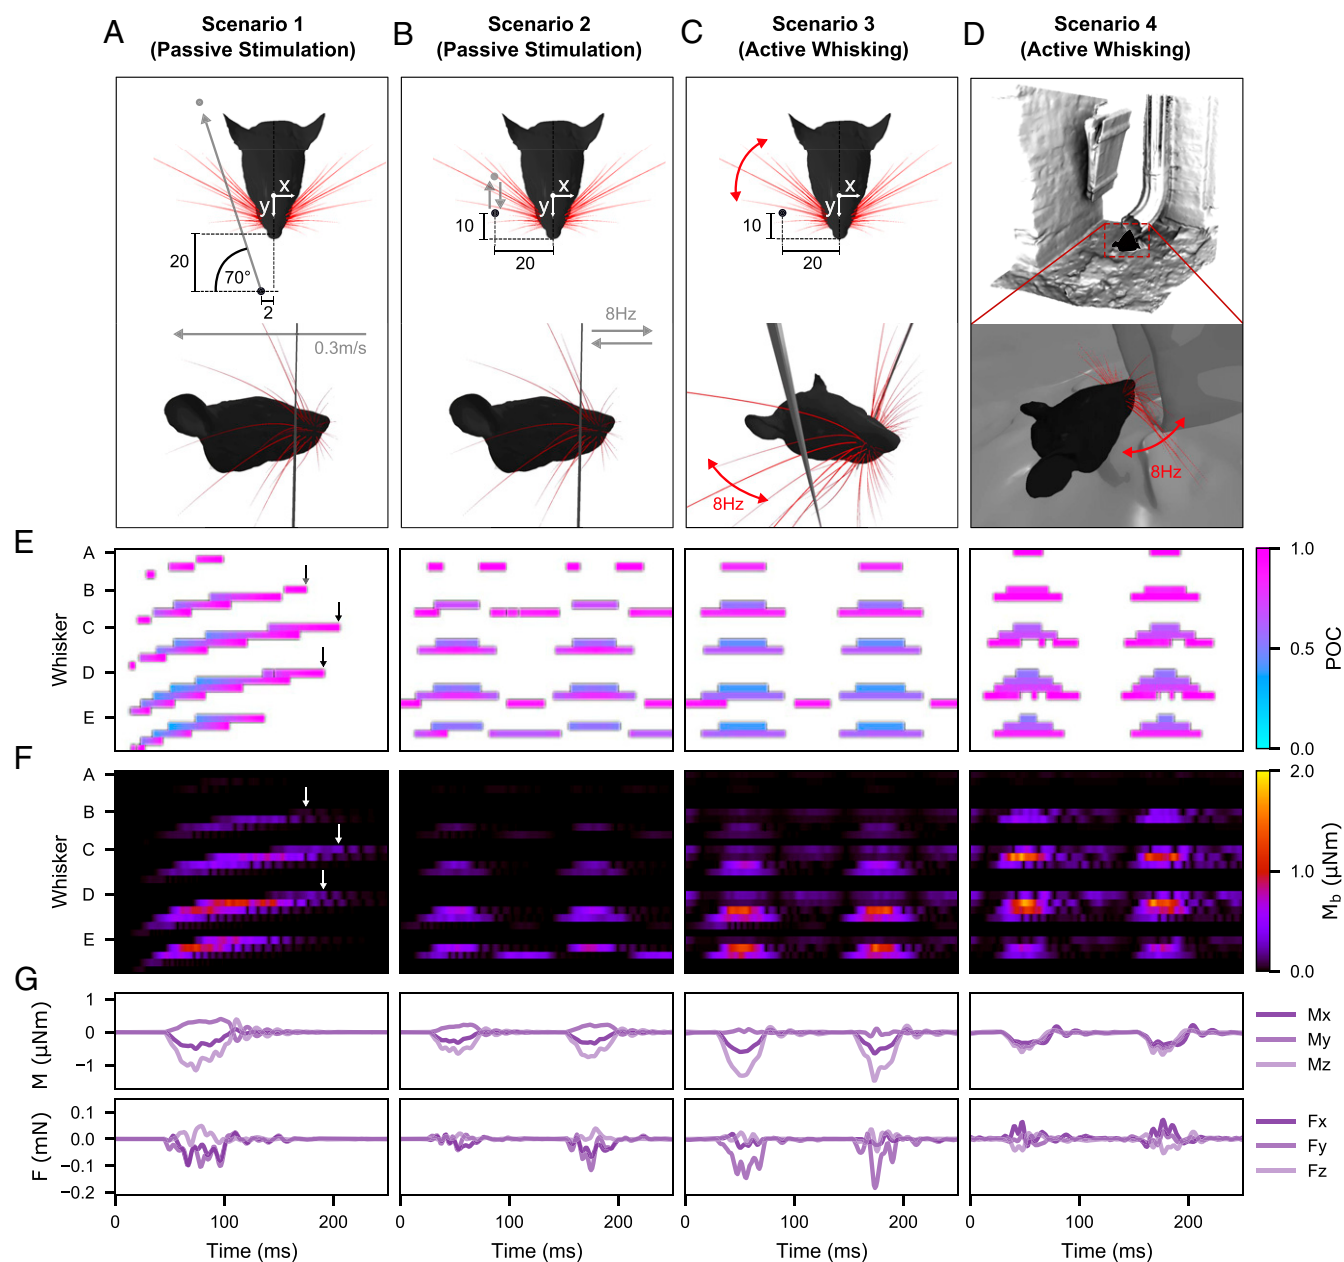 A
Scenario 1
(Passive Stimulation)
B
Scenario 2
(Passive Stimulation)
C
Scenario 3
(Active Whisking)
D
Scenario 4
(Active Whisking)
x
y
20
70°
2
0.3m/s
x
y
10
20
8Hz
x
y
10
20
8Hz
8Hz
E
Whisker
A
B
C
D
E
1.0
0.5
0.0
POC
F
Whisker
A
B
C
D
E
2.0
1.0
0.0
M_b (μNm)
G
M (μNm)
1
0
−1
Mx
My
Mz
F (mN)
0.1
0.0
−0.1
−0.2
Fx
Fy
Fz
0 100 200
0 100 200
0 100 200
0 100 200
Time (ms)
Time (ms)
Time (ms)
Time (ms)